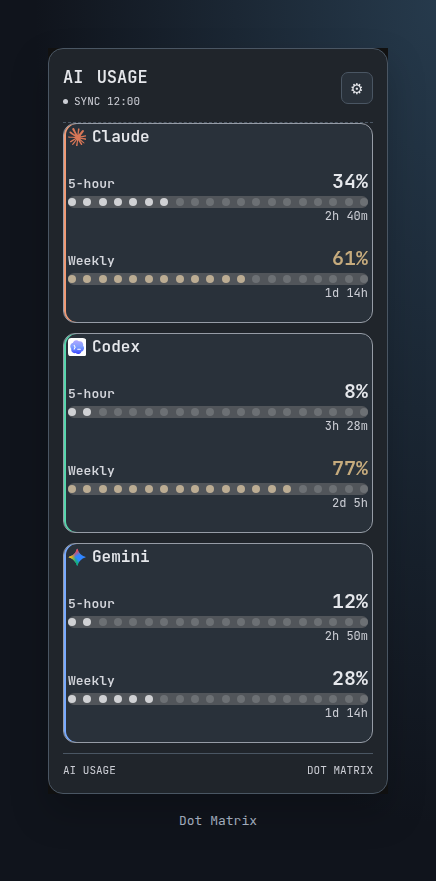 AI USAGE
SYNC 12:00
Claude
5-hour 34%
2h 40m
Weekly 61%
1d 14h
Codex
5-hour 8%
3h 28m
Weekly 77%
2d 5h
Gemini
5-hour 12%
2h 50m
Weekly 28%
1d 14h
AI USAGE DOT MATRIX
Dot Matrix